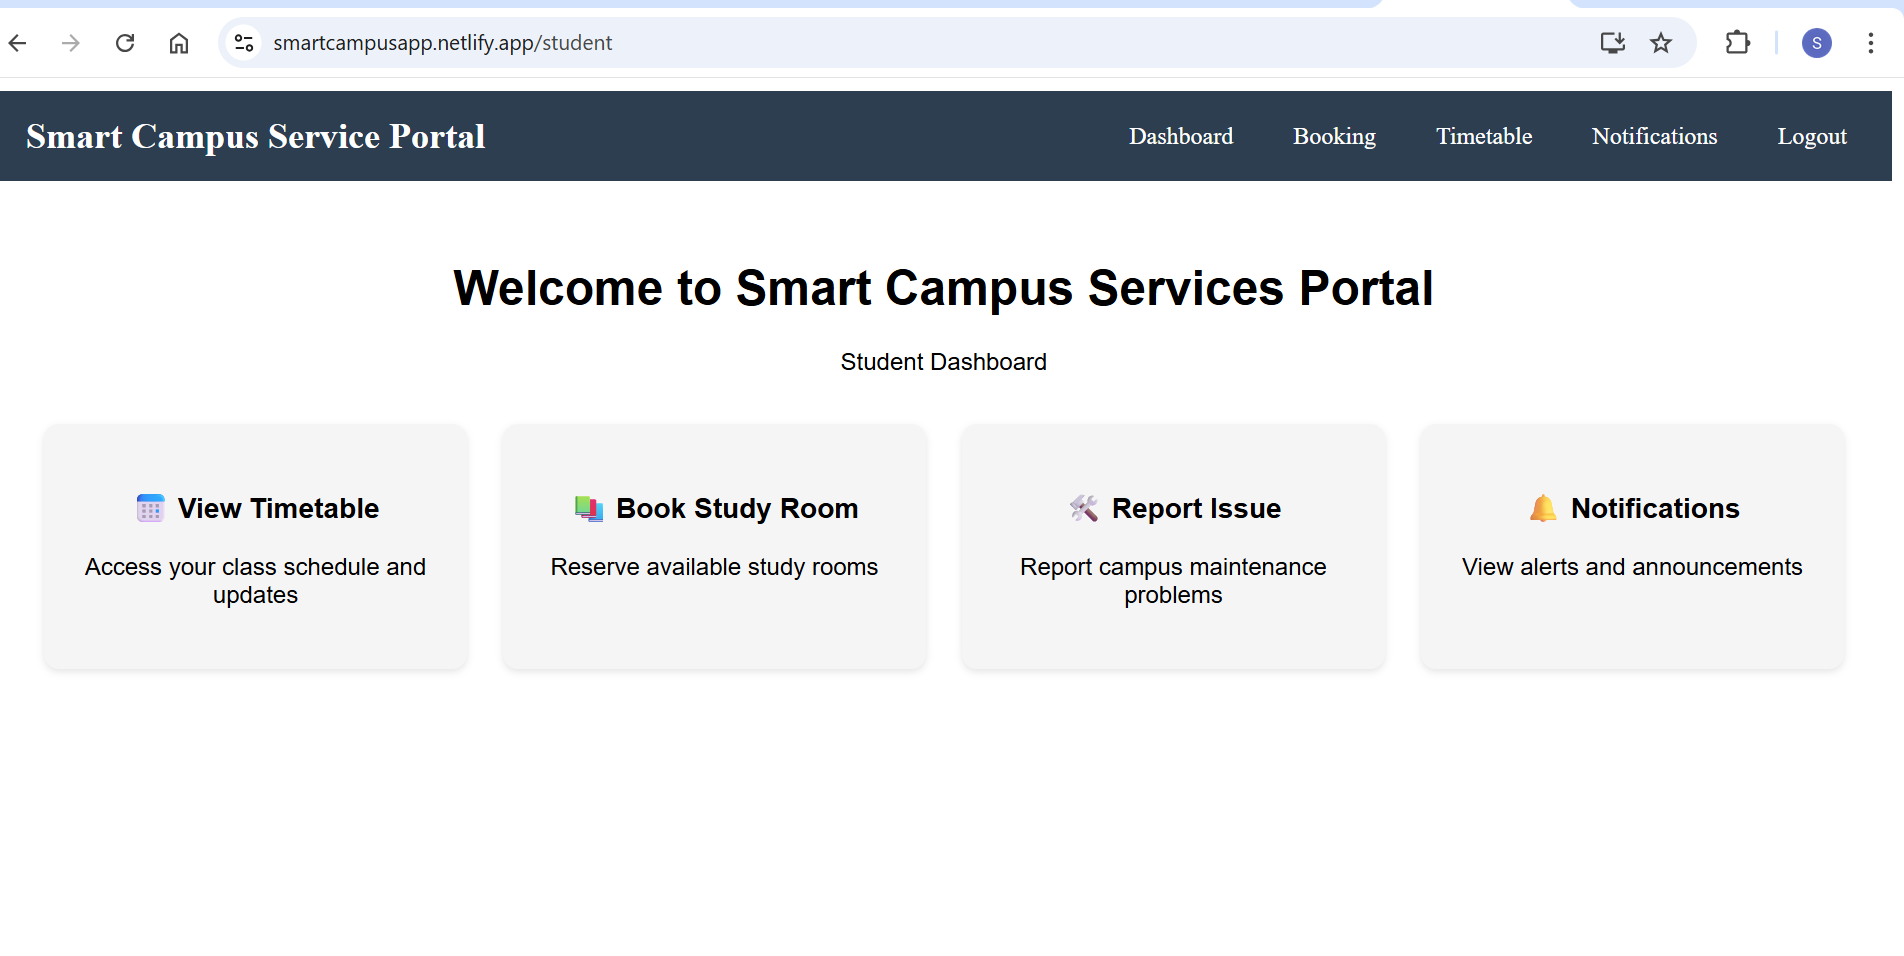 smartcampusapp.netlify.app/student
S
Smart Campus Service Portal
Dashboard
Booking
Timetable
Notifications
Logout
Welcome to Smart Campus Services Portal
Student Dashboard
View Timetable
Access your class schedule and
updates
Book Study Room
Reserve available study rooms
Report Issue
Report campus maintenance
problems
Notifications
View alerts and announcements